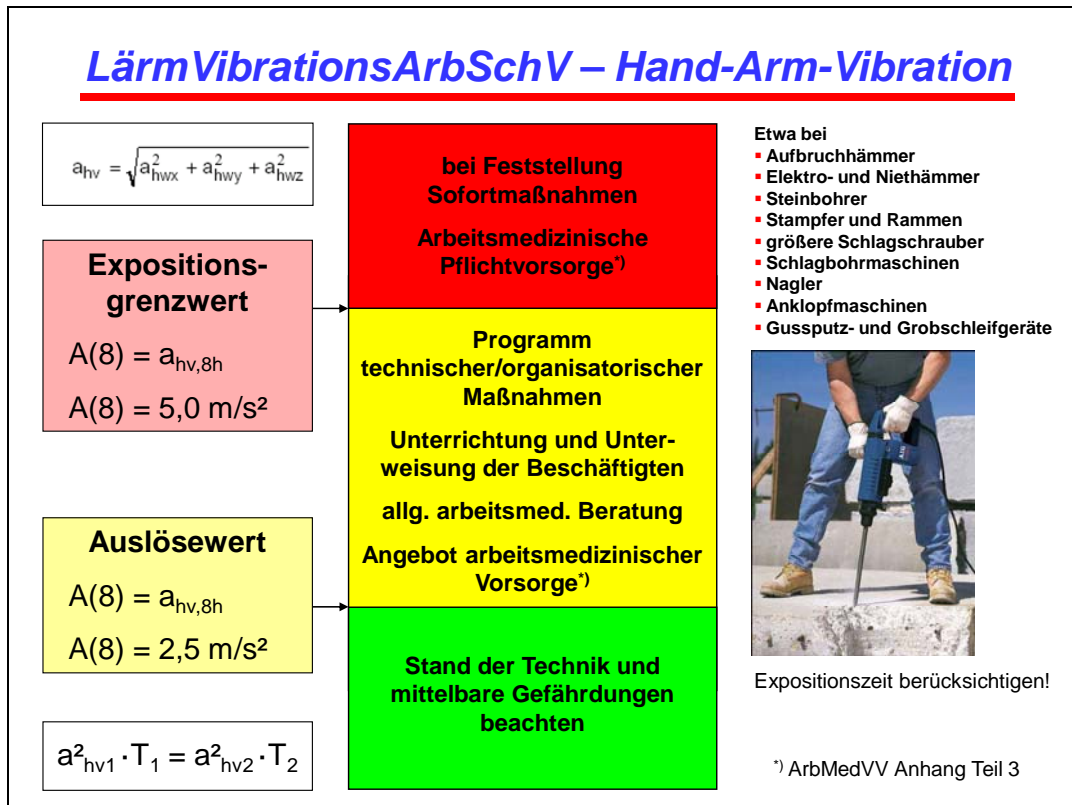 LärmVibrationsArbSchV – Hand-Arm-Vibration
a_hv = √(a²_hwx + a²_hwy + a²_hwz)
Expositions-
grenzwert
A(8) = a_hv,8h
A(8) = 5,0 m/s²
Auslösewert
A(8) = a_hv,8h
A(8) = 2,5 m/s²
a²_hv1 · T_1 = a²_hv2 · T_2
bei Feststellung
Sofortmaßnahmen
Arbeitsmedizinische
Pflichtvorsorge*)
Programm
technischer/organisatorischer
Maßnahmen
Unterrichtung und Unter-
weisung der Beschäftigten
allg. arbeitsmed. Beratung
Angebot arbeitsmedizinischer
Vorsorge*)
Stand der Technik und
mittelbare Gefährdungen
beachten
Etwa bei
▪ Aufbruchhämmer
▪ Elektro- und Niethämmer
▪ Steinbohrer
▪ Stampfer und Rammen
▪ größere Schlagschrauber
▪ Schlagbohrmaschinen
▪ Nagler
▪ Anklopfmaschinen
▪ Gussputz- und Grobschleifgeräte
Expositionszeit berücksichtigen!
*) ArbMedVV Anhang Teil 3